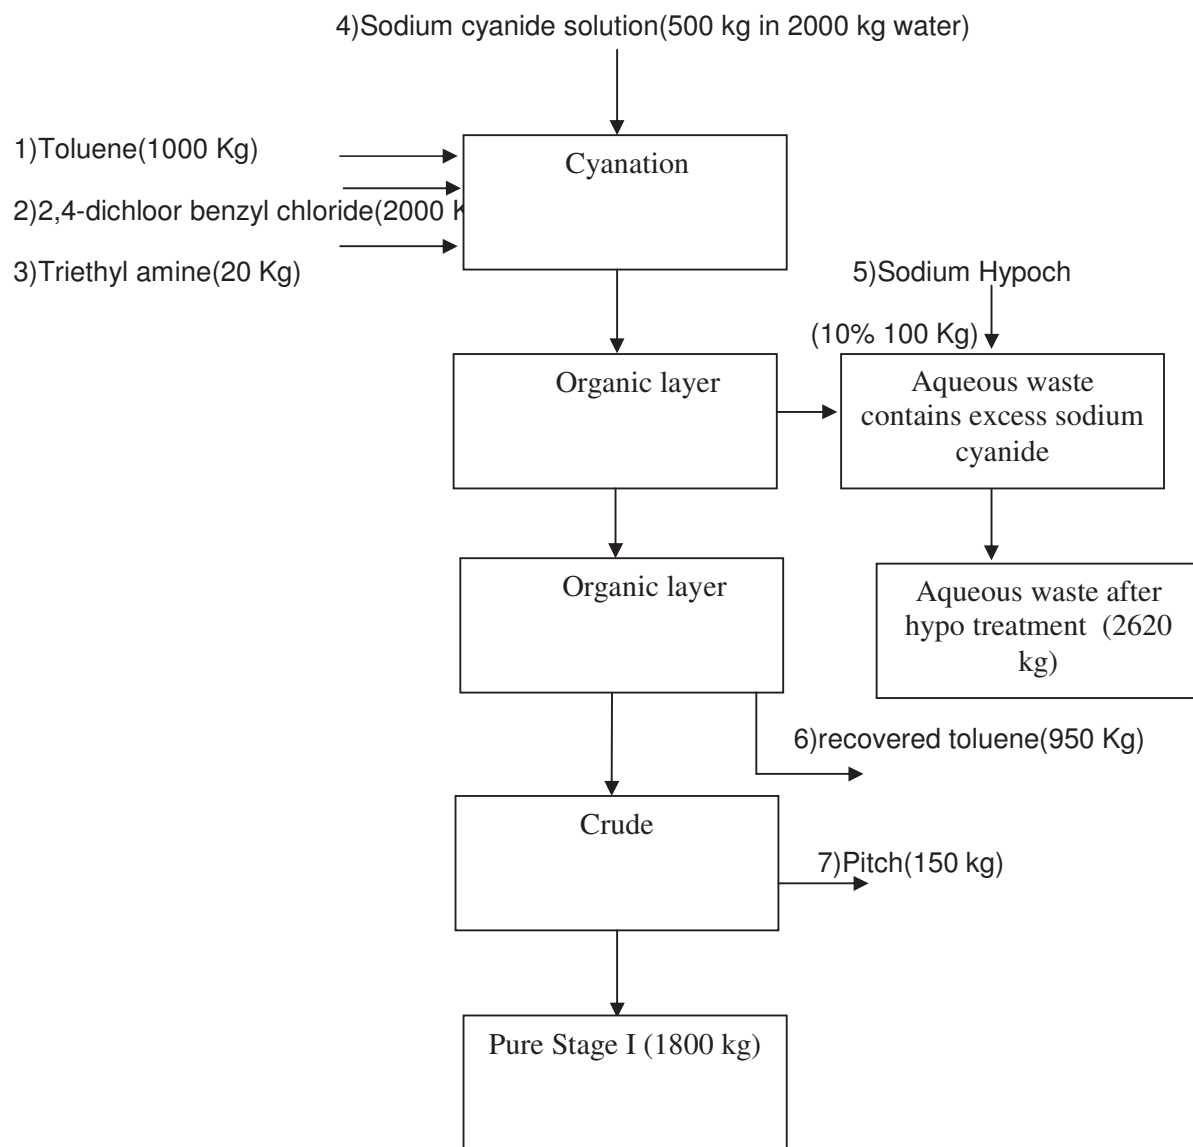 4)Sodium cyanide solution(500 kg in 2000 kg water)
1)Toluene(1000 Kg)
Cyanation
2)2,4-dichloor benzyl chloride(2000 K
3)Triethyl amine(20 Kg)
5)Sodium Hypoch
(10% 100 Kg)
Organic layer
Aqueous waste
contains excess sodium
cyanide
Organic layer
Aqueous waste after
hypo treatment (2620
kg)
6)recovered toluene(950 Kg)
Crude
7)Pitch(150 kg)
Pure Stage I (1800 kg)